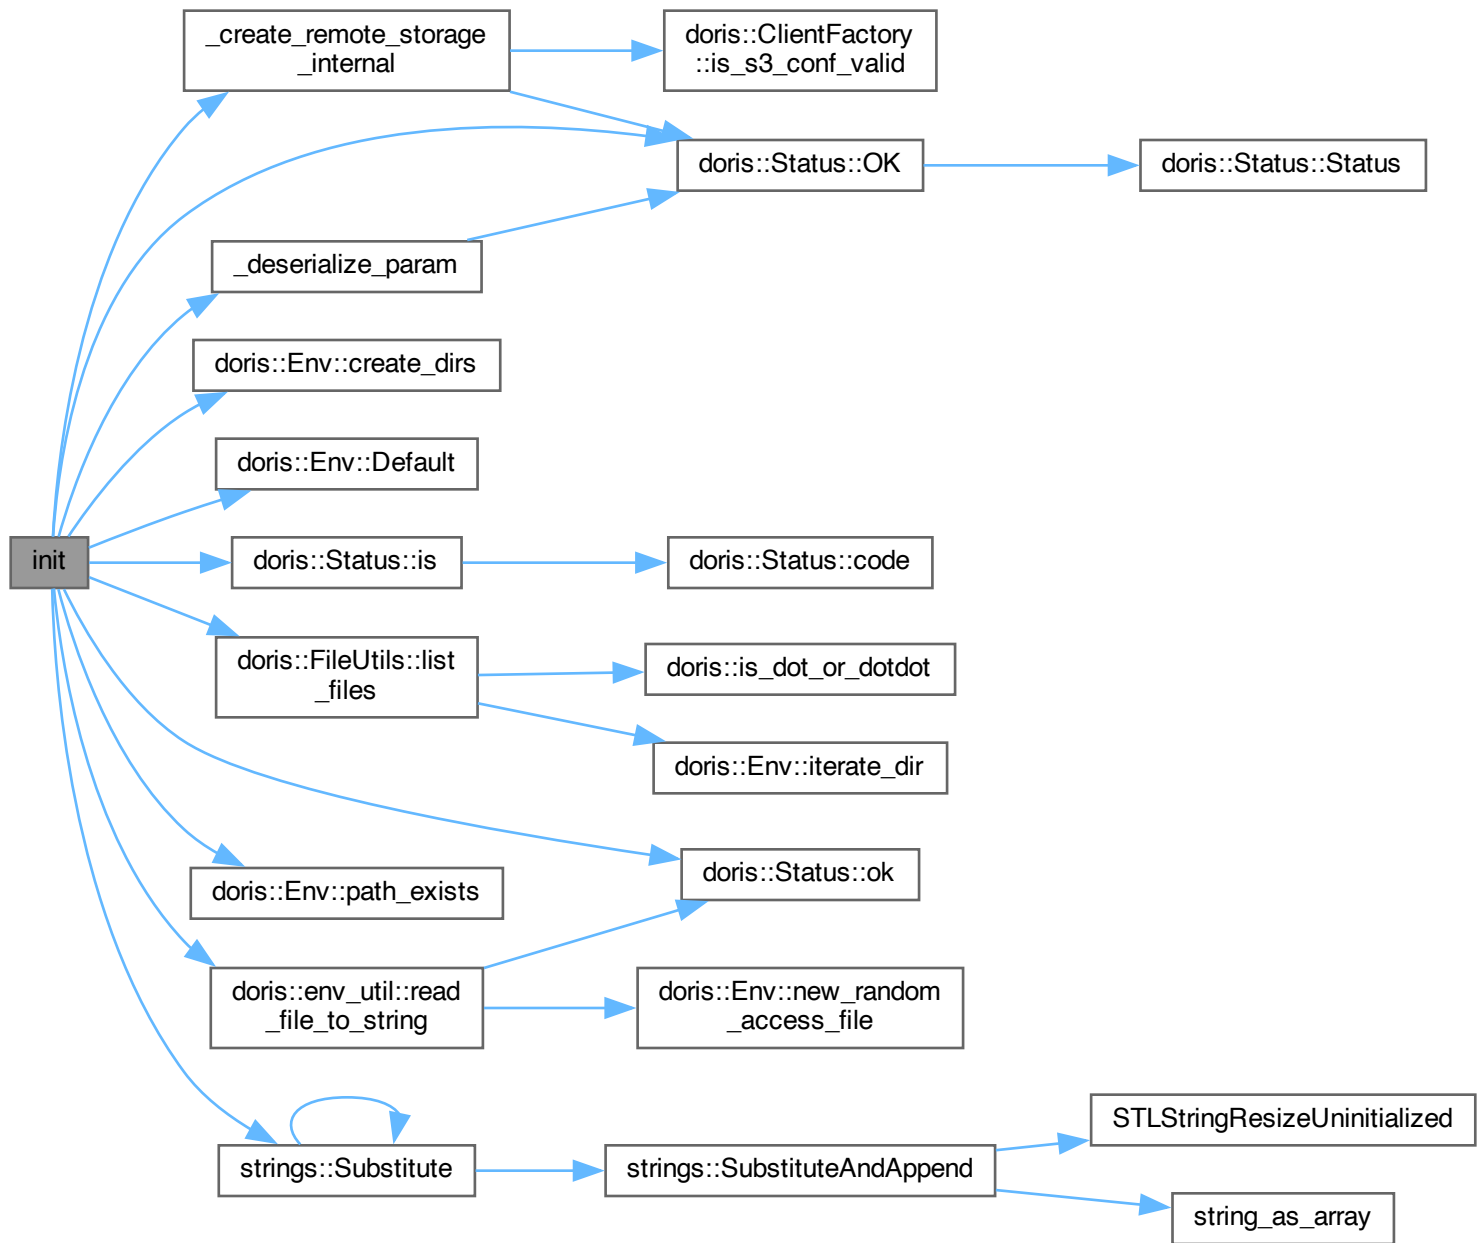 _create_remote_storage
_internal
doris::ClientFactory
::is_s3_conf_valid
doris::Status::OK
doris::Status::Status
_deserialize_param
doris::Env::create_dirs
doris::Env::Default
init
doris::Status::is
doris::Status::code
doris::FileUtils::list
_files
doris::is_dot_or_dotdot
doris::Env::iterate_dir
doris::Env::path_exists
doris::Status::ok
doris::env_util::read
_file_to_string
doris::Env::new_random
_access_file
strings::Substitute
strings::SubstituteAndAppend
STLStringResizeUninitialized
string_as_array